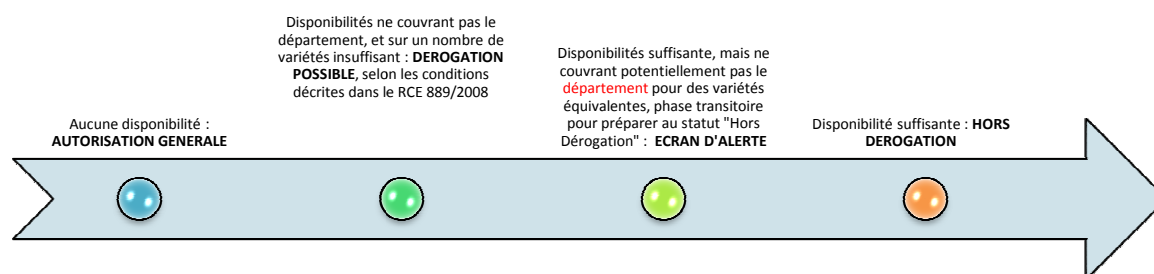 Aucune disponibilité :
AUTORISATION GENERALE
Disponibilités ne couvrant pas le
département, et sur un nombre de
variétés insuffisant : DEROGATION
POSSIBLE, selon les conditions
décrites dans le RCE 889/2008
Disponibilités suffisante, mais ne
couvrant potentiellement pas le
département pour des variétés
équivalentes, phase transitoire
pour préparer au statut "Hors
Dérogation" : ECRAN D'ALERTE
Disponibilité suffisante : HORS
DEROGATION